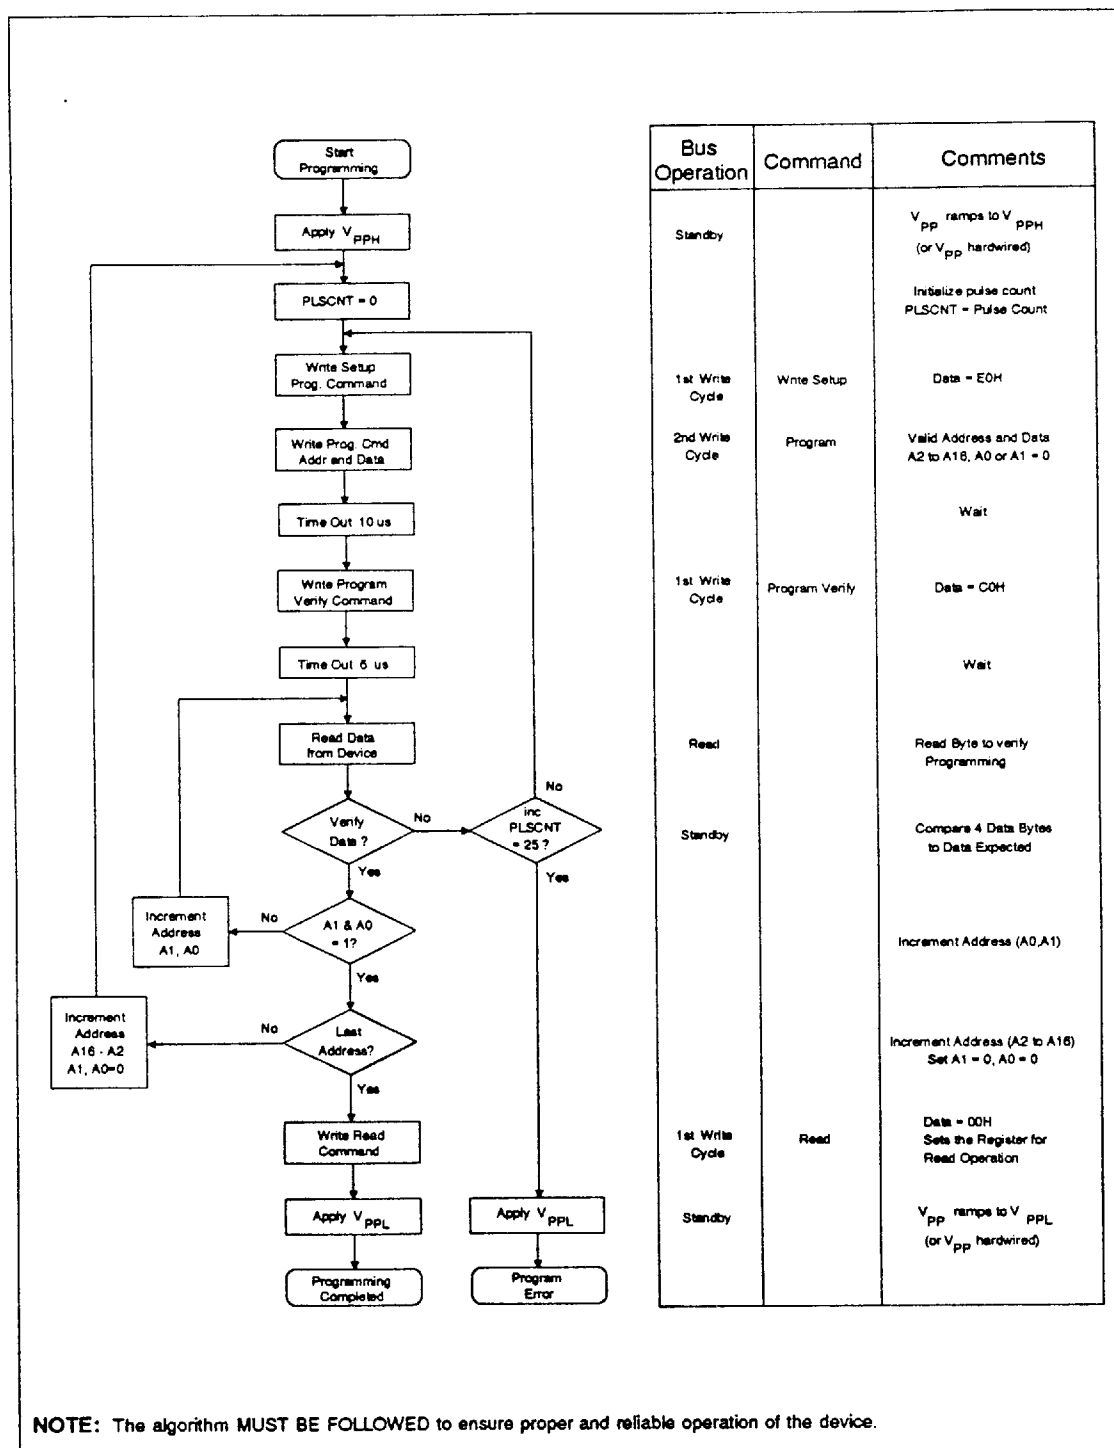 Start
Programming
Apply VPPH
PLSCNT = 0
Write Setup
Prog. Command
Write Prog. Cmd
Addr and Data
Time Out 10 us
Write Program
Verify Command
Time Out 6 us
Read Data
from Device
Verify
Data ?
No
inc
PLSCNT
= 25 ?
No
Yes
Yes
A1 & A0
= 1?
No
Increment
Address
A1, A0
Yes
Last
Address?
No
Increment
Address
A16 - A2
A1, A0=0
Yes
Write Read
Command
Apply VPPL
Programming
Completed
Apply VPPL
Program
Error
Bus
Operation
Command
Comments
Standby
VPP ramps to VPPH
(or VPP hardwired)
Initialize pulse count
PLSCNT = Pulse Count
1st Write
Cycle
Write Setup
Data = E0H
2nd Write
Cycle
Program
Valid Address and Data
A2 to A16, A0 or A1 = 0
Wait
1st Write
Cycle
Program Verify
Data = C0H
Wait
Read
Read Byte to verify
Programming
Standby
Compare 4 Data Bytes
to Data Expected
Increment Address (A0,A1)
Increment Address (A2 to A16)
Set A1 = 0, A0 = 0
1st Write
Cycle
Read
Data = 00H
Sets the Register for
Read Operation
Standby
VPP ramps to V PPL
(or VPP hardwired)
NOTE: The algorithm MUST BE FOLLOWED to ensure proper and reliable operation of the device.